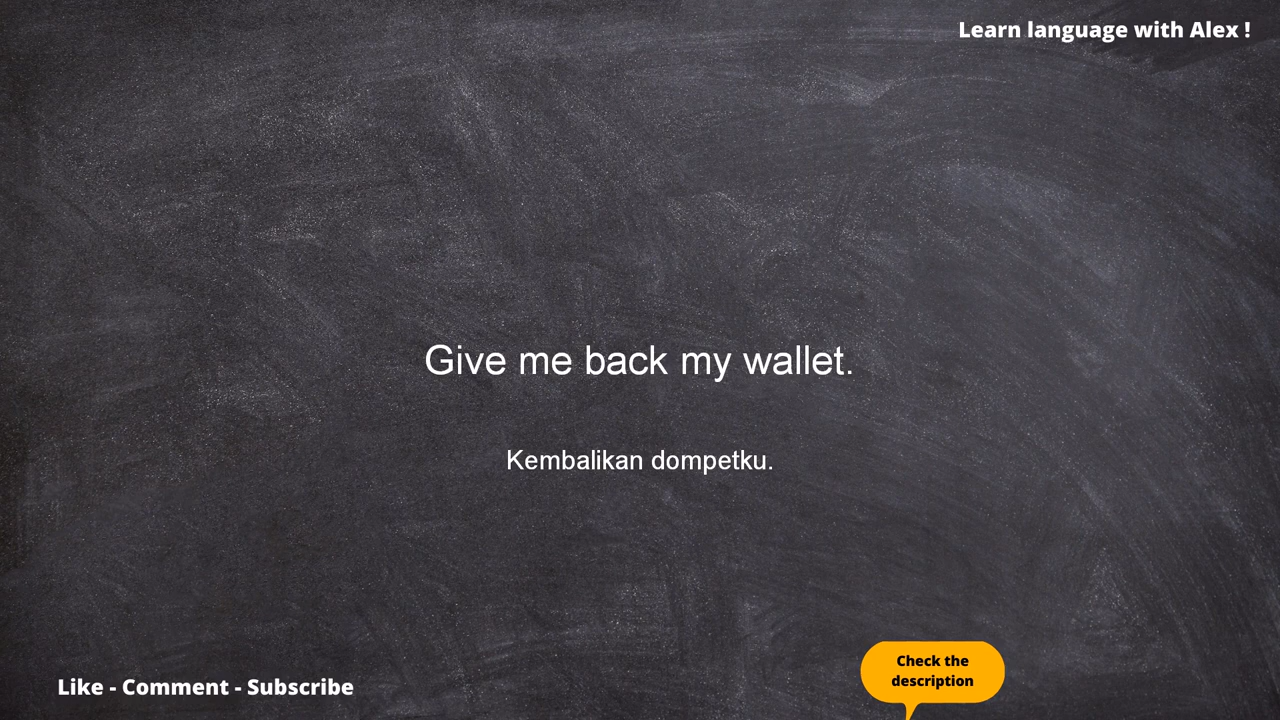 Learn language with Alex !
Give me back my wallet.
Kembalikan dompetku.
Like - Comment - Subscribe
Check the
description